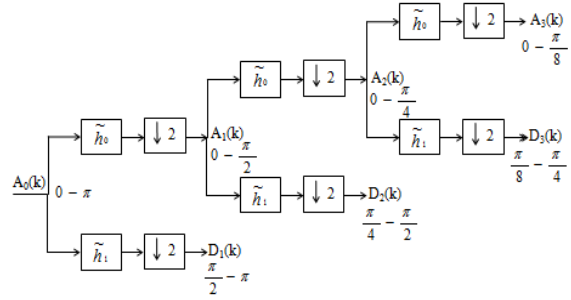 h̃₀ ↓ 2 A₃(k)
0 − π/8
h̃₀ ↓ 2 A₂(k)
0 − π/4
h̃₁ ↓ 2 D₃(k)
π/8 − π/4
h̃₀ ↓ 2 A₁(k)
0 − π/2
h̃₁ ↓ 2 D₂(k)
π/4 − π/2
A₀(k) 0 − π
h̃₁ ↓ 2 D₁(k)
π/2 − π